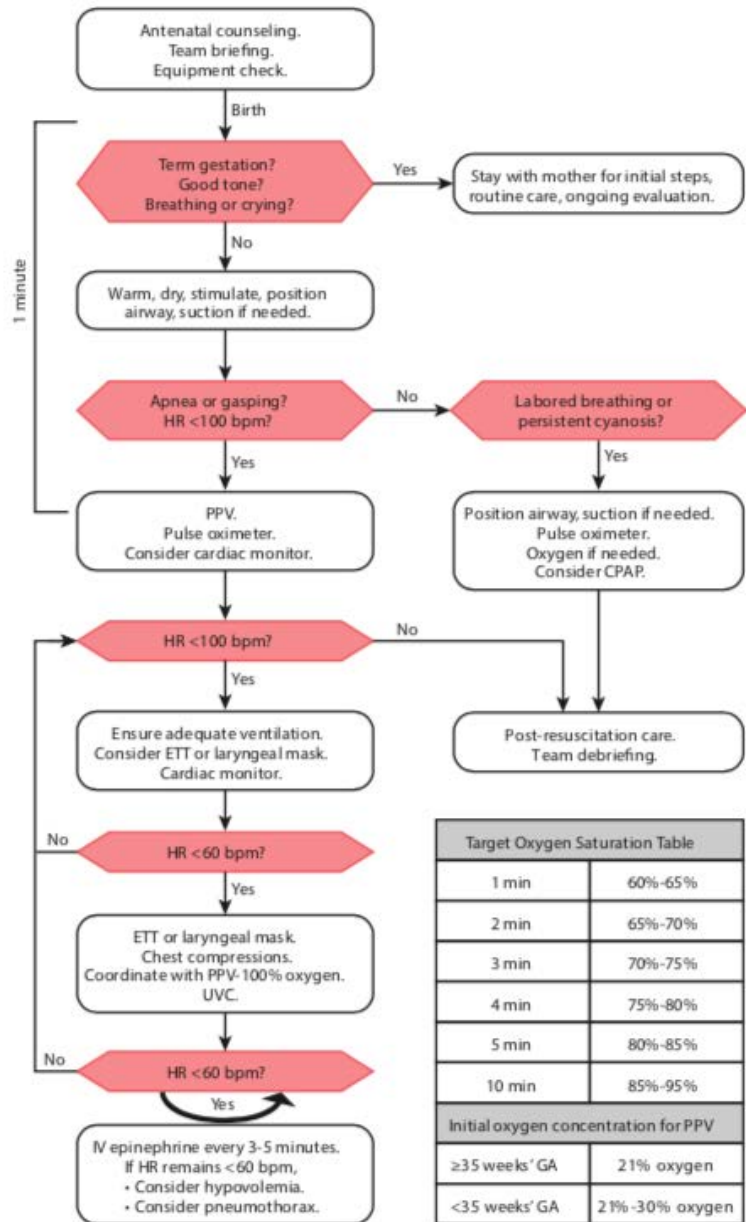 Antenatal counseling.
Team briefing.
Equipment check.
Birth
Term gestation?
Good tone?
Breathing or crying?
Yes
Stay with mother for initial steps,
routine care, ongoing evaluation.
No
1 minute
Warm, dry, stimulate, position
airway, suction if needed.
Apnea or gasping?
HR <100 bpm?
No
Labored breathing or
persistent cyanosis?
Yes
Yes
PPV.
Pulse oximeter.
Consider cardiac monitor.
Position airway, suction if needed.
Pulse oximeter.
Oxygen if needed.
Consider CPAP.
HR <100 bpm?
No
Yes
Ensure adequate ventilation.
Consider ETT or laryngeal mask.
Cardiac monitor.
Post-resuscitation care.
Team debriefing.
No
HR <60 bpm?
Yes
ETT or laryngeal mask.
Chest compressions.
Coordinate with PPV-100% oxygen.
UVC.
No
HR <60 bpm?
Yes
IV epinephrine every 3-5 minutes.
If HR remains <60 bpm,
• Consider hypovolemia.
• Consider pneumothorax.
Target Oxygen Saturation Table
1 min 60%-65%
2 min 65%-70%
3 min 70%-75%
4 min 75%-80%
5 min 80%-85%
10 min 85%-95%
Initial oxygen concentration for PPV
≥35 weeks' GA 21% oxygen
<35 weeks' GA 21%-30% oxygen